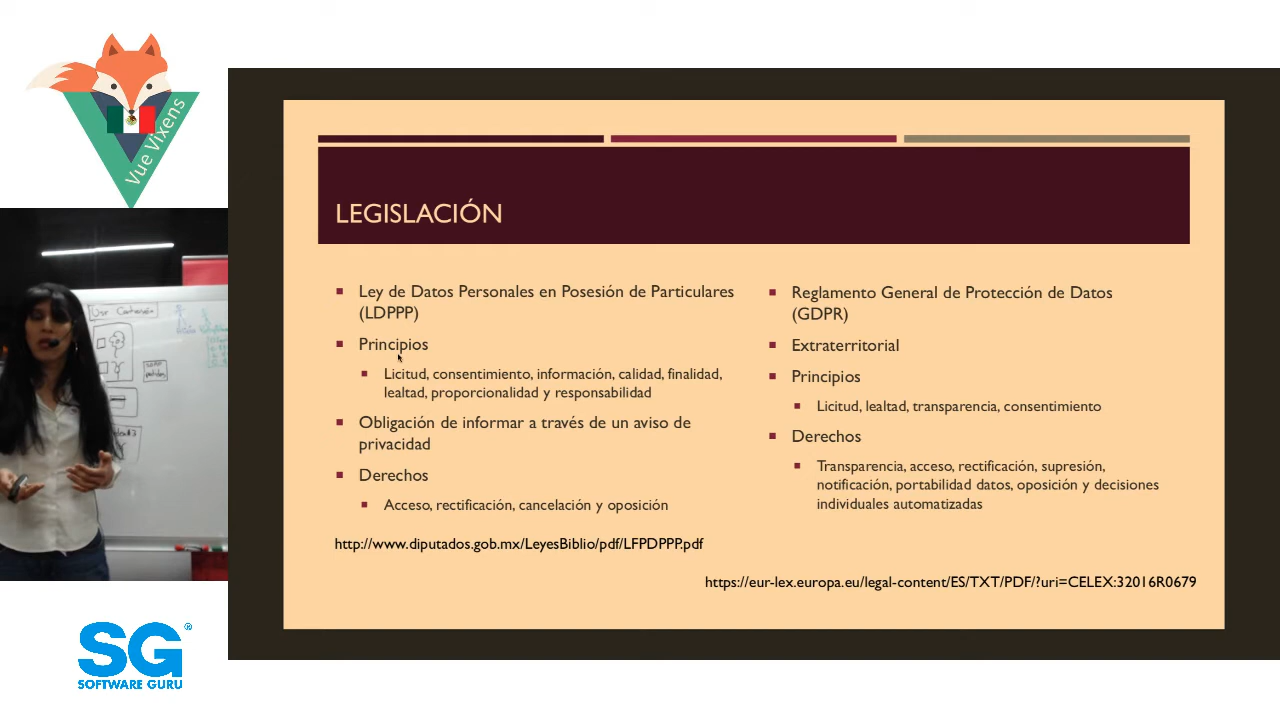 Vue Vixens
LEGISLACIÓN
Ley de Datos Personales en Posesión de Particulares
(LDPPP)
Principios
Licitud, consentimiento, información, calidad, finalidad,
lealtad, proporcionalidad y responsabilidad
Obligación de informar a través de un aviso de
privacidad
Derechos
Acceso, rectificación, cancelación y oposición
http://www.diputados.gob.mx/LeyesBiblio/pdf/LFPDPPP.pdf
Reglamento General de Protección de Datos
(GDPR)
Extraterritorial
Principios
Licitud, lealtad, transparencia, consentimiento
Derechos
Transparencia, acceso, rectificación, supresión,
notificación, portabilidad datos, oposición y decisiones
individuales automatizadas
https://eur-lex.europa.eu/legal-content/ES/TXT/PDF/?uri=CELEX:32016R0679
SG®
SOFTWARE GURU